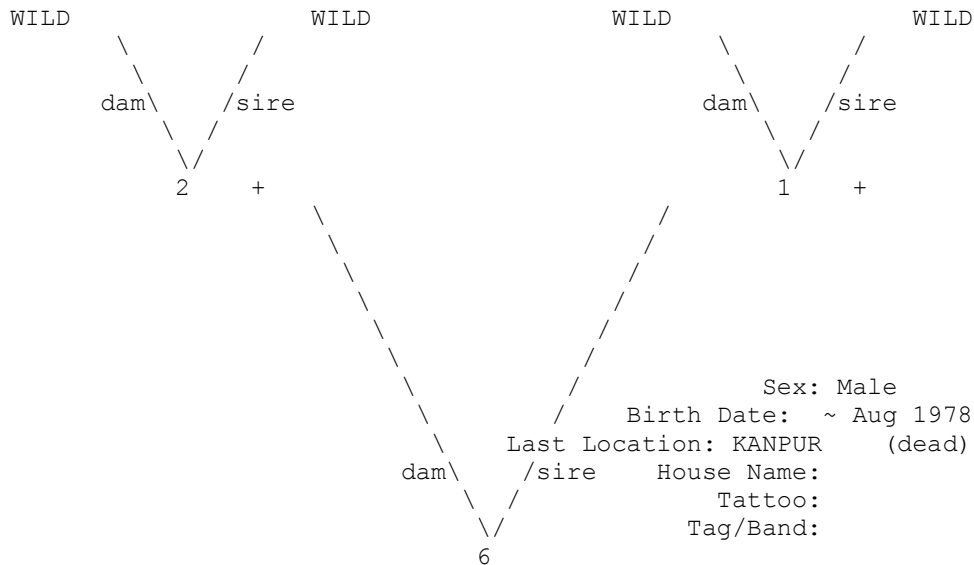 WILD WILD WILD WILD
\ / \ /
\ / \ /
\ / \ /
dam\ /sire dam\ /sire
\ / \ /
\/ \/
2 + 1 +
\ /
\ /
\ /
\ /
\ /
\ /
\ /
\ / Sex: Male
\ / Birth Date: ~ Aug 1978
\ / Last Location: KANPUR (dead)
dam\ /sire House Name:
\ / Tattoo:
\/ Tag/Band:
6